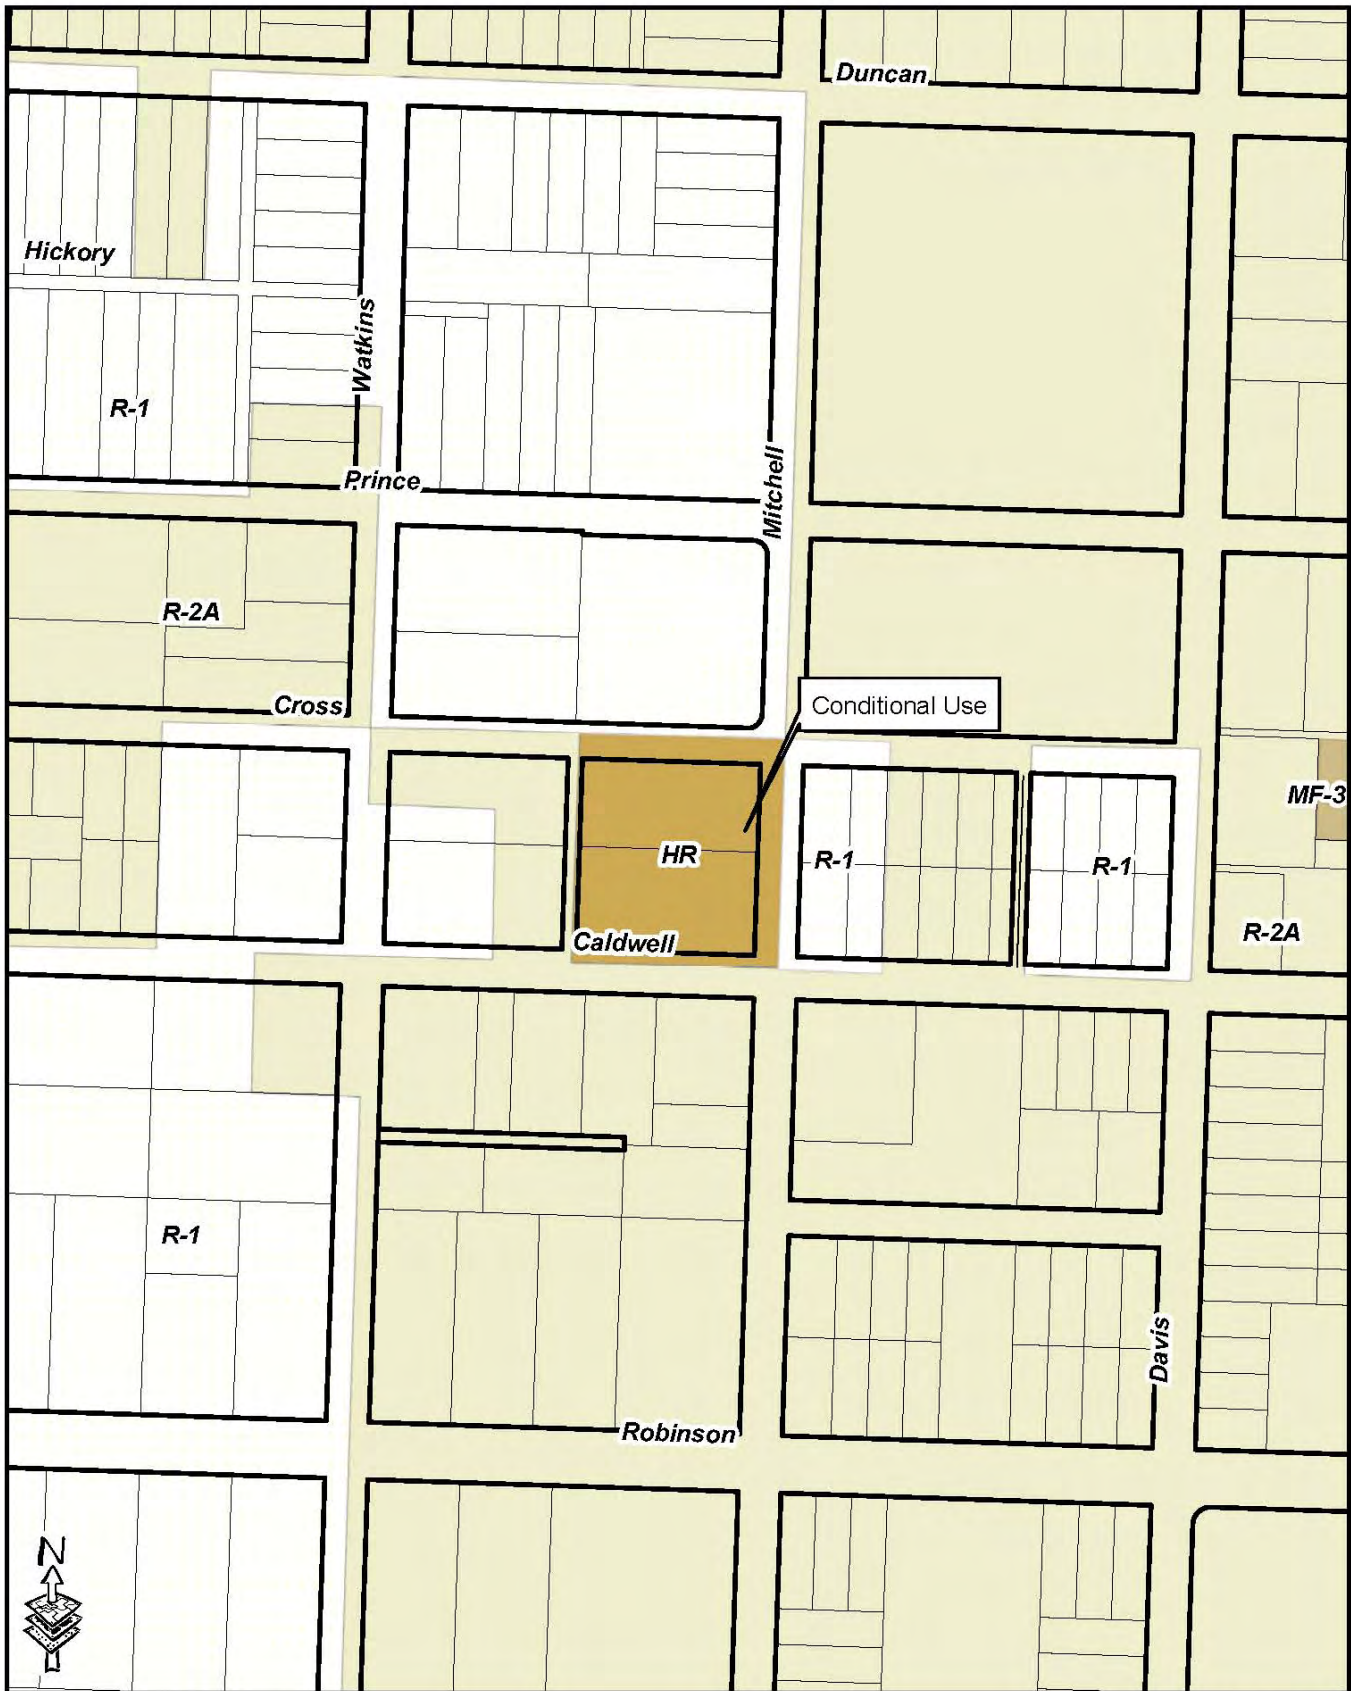 Duncan
Hickory
Watkins
R-1
Mitchell
Prince
R-2A
Cross
Conditional Use
MF-3
HR
R-1
R-1
R-2A
Caldwell
R-1
Davis
Robinson
N